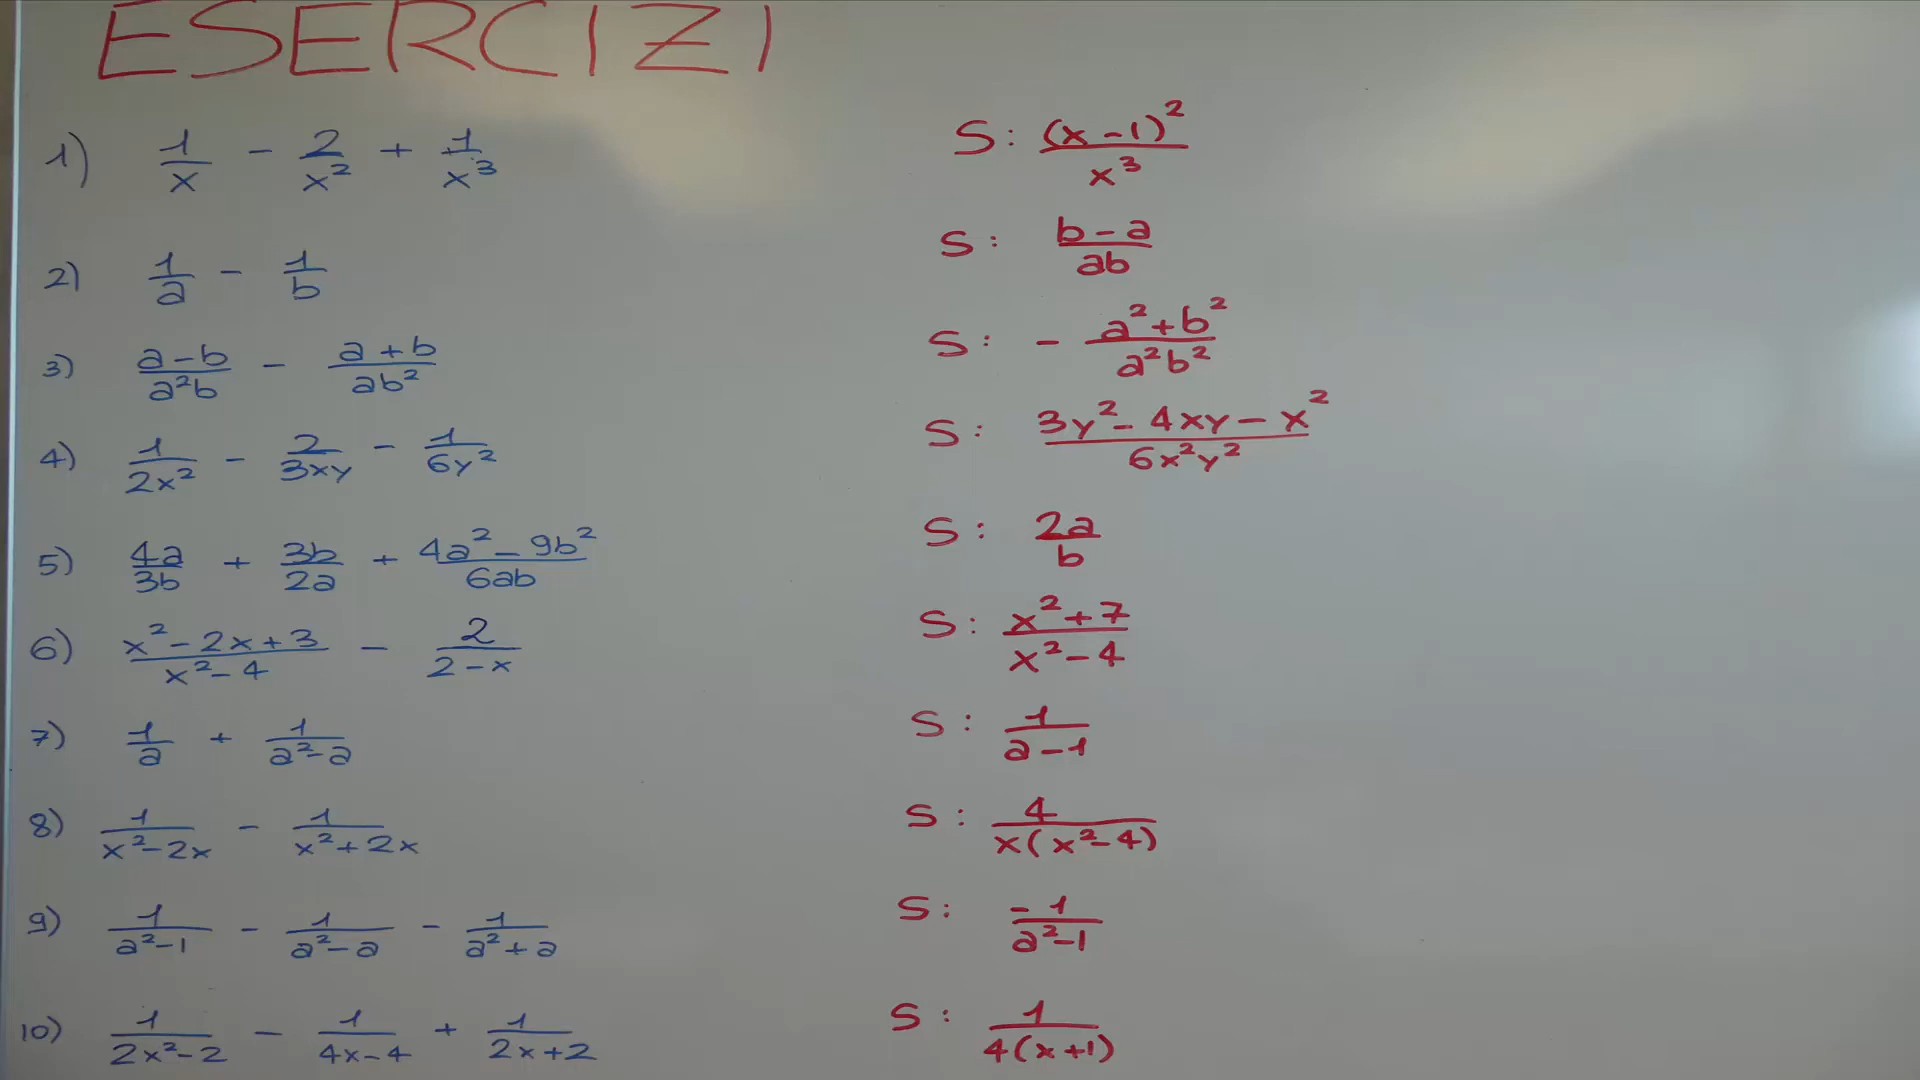 ESERCIZI
1) 1/x - 2/x² + 1/x³ S: (x-1)²/x³
2) 1/a - 1/b S: b-a/ab
3) a-b/a²b - a+b/ab² S: - a²+b²/a²b²
4) 1/2x² - 2/3xy - 1/6y² S: 3y²-4xy-x²/6x²y²
5) 4a/3b + 3b/2a + 4a²-9b²/6ab S: 2a/b
6) x²-2x+3/x²-4 - 2/2-x S: x²+7/x²-4
7) 1/a + 1/a²-a S: 1/a-1
8) 1/x²-2x - 1/x²+2x S: 4/x(x²-4)
9) 1/a²-1 - 1/a²-a - 1/a²+a S: -1/a²-1
10) 1/2x²-2 - 1/4x-4 + 1/2x+2 S: 1/4(x+1)